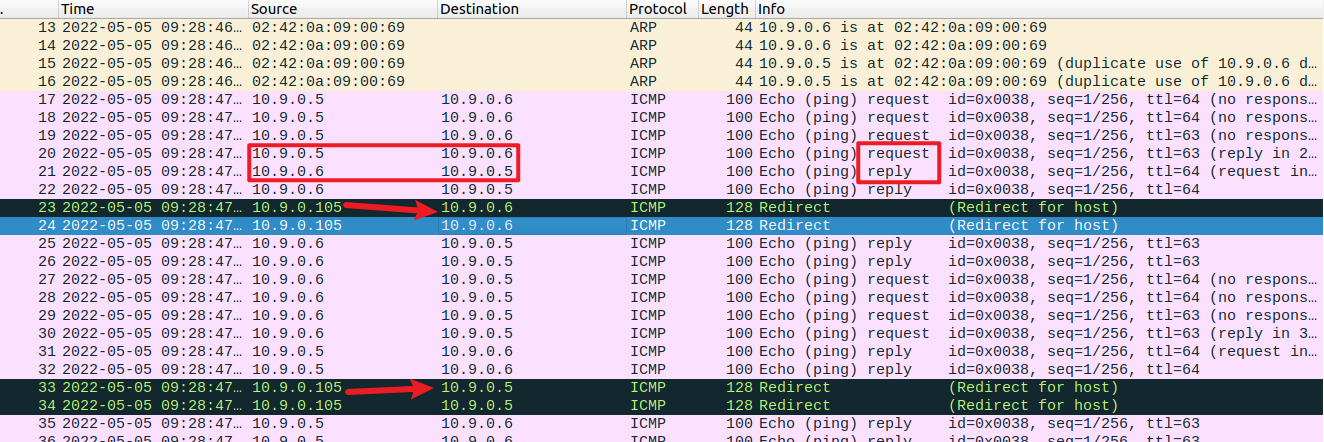 . Time Source Destination Protocol Length Info
13 2022-05-05 09:28:46… 02:42:0a:09:00:69 ARP 44 10.9.0.6 is at 02:42:0a:09:00:69
14 2022-05-05 09:28:46… 02:42:0a:09:00:69 ARP 44 10.9.0.6 is at 02:42:0a:09:00:69
15 2022-05-05 09:28:46… 02:42:0a:09:00:69 ARP 44 10.9.0.5 is at 02:42:0a:09:00:69 (duplicate use of 10.9.0.6 d…
16 2022-05-05 09:28:46… 02:42:0a:09:00:69 ARP 44 10.9.0.5 is at 02:42:0a:09:00:69 (duplicate use of 10.9.0.6 d…
17 2022-05-05 09:28:47… 10.9.0.5 10.9.0.6 ICMP 100 Echo (ping) request id=0x0038, seq=1/256, ttl=64 (no respons…
18 2022-05-05 09:28:47… 10.9.0.5 10.9.0.6 ICMP 100 Echo (ping) request id=0x0038, seq=1/256, ttl=64 (no respons…
19 2022-05-05 09:28:47… 10.9.0.5 10.9.0.6 ICMP 100 Echo (ping) request id=0x0038, seq=1/256, ttl=63 (no respons…
20 2022-05-05 09:28:47… 10.9.0.5 10.9.0.6 ICMP 100 Echo (ping) request id=0x0038, seq=1/256, ttl=63 (reply in 2…
21 2022-05-05 09:28:47… 10.9.0.6 10.9.0.5 ICMP 100 Echo (ping) reply id=0x0038, seq=1/256, ttl=64 (request in…
22 2022-05-05 09:28:47… 10.9.0.6 10.9.0.5 ICMP 100 Echo (ping) reply id=0x0038, seq=1/256, ttl=64
23 2022-05-05 09:28:47… 10.9.0.105 10.9.0.6 ICMP 128 Redirect (Redirect for host)
24 2022-05-05 09:28:47… 10.9.0.105 10.9.0.6 ICMP 128 Redirect (Redirect for host)
25 2022-05-05 09:28:47… 10.9.0.6 10.9.0.5 ICMP 100 Echo (ping) reply id=0x0038, seq=1/256, ttl=63
26 2022-05-05 09:28:47… 10.9.0.6 10.9.0.5 ICMP 100 Echo (ping) reply id=0x0038, seq=1/256, ttl=63
27 2022-05-05 09:28:47… 10.9.0.6 10.9.0.5 ICMP 100 Echo (ping) request id=0x0038, seq=1/256, ttl=64 (no respons…
28 2022-05-05 09:28:47… 10.9.0.6 10.9.0.5 ICMP 100 Echo (ping) request id=0x0038, seq=1/256, ttl=64 (no respons…
29 2022-05-05 09:28:47… 10.9.0.6 10.9.0.5 ICMP 100 Echo (ping) request id=0x0038, seq=1/256, ttl=63 (no respons…
30 2022-05-05 09:28:47… 10.9.0.6 10.9.0.5 ICMP 100 Echo (ping) request id=0x0038, seq=1/256, ttl=63 (reply in 3…
31 2022-05-05 09:28:47… 10.9.0.5 10.9.0.6 ICMP 100 Echo (ping) reply id=0x0038, seq=1/256, ttl=64 (request in…
32 2022-05-05 09:28:47… 10.9.0.5 10.9.0.6 ICMP 100 Echo (ping) reply id=0x0038, seq=1/256, ttl=64
33 2022-05-05 09:28:47… 10.9.0.105 10.9.0.5 ICMP 128 Redirect (Redirect for host)
34 2022-05-05 09:28:47… 10.9.0.105 10.9.0.5 ICMP 128 Redirect (Redirect for host)
35 2022-05-05 09:28:47… 10.9.0.5 10.9.0.6 ICMP 100 Echo (ping) reply id=0x0038, seq=1/256, ttl=63
36 2022-05-05 09:28:47… 10.9.0.5 10.9.0.6 ICMP 100 Echo (ping) reply id=0x0038, seq=1/256, ttl=63